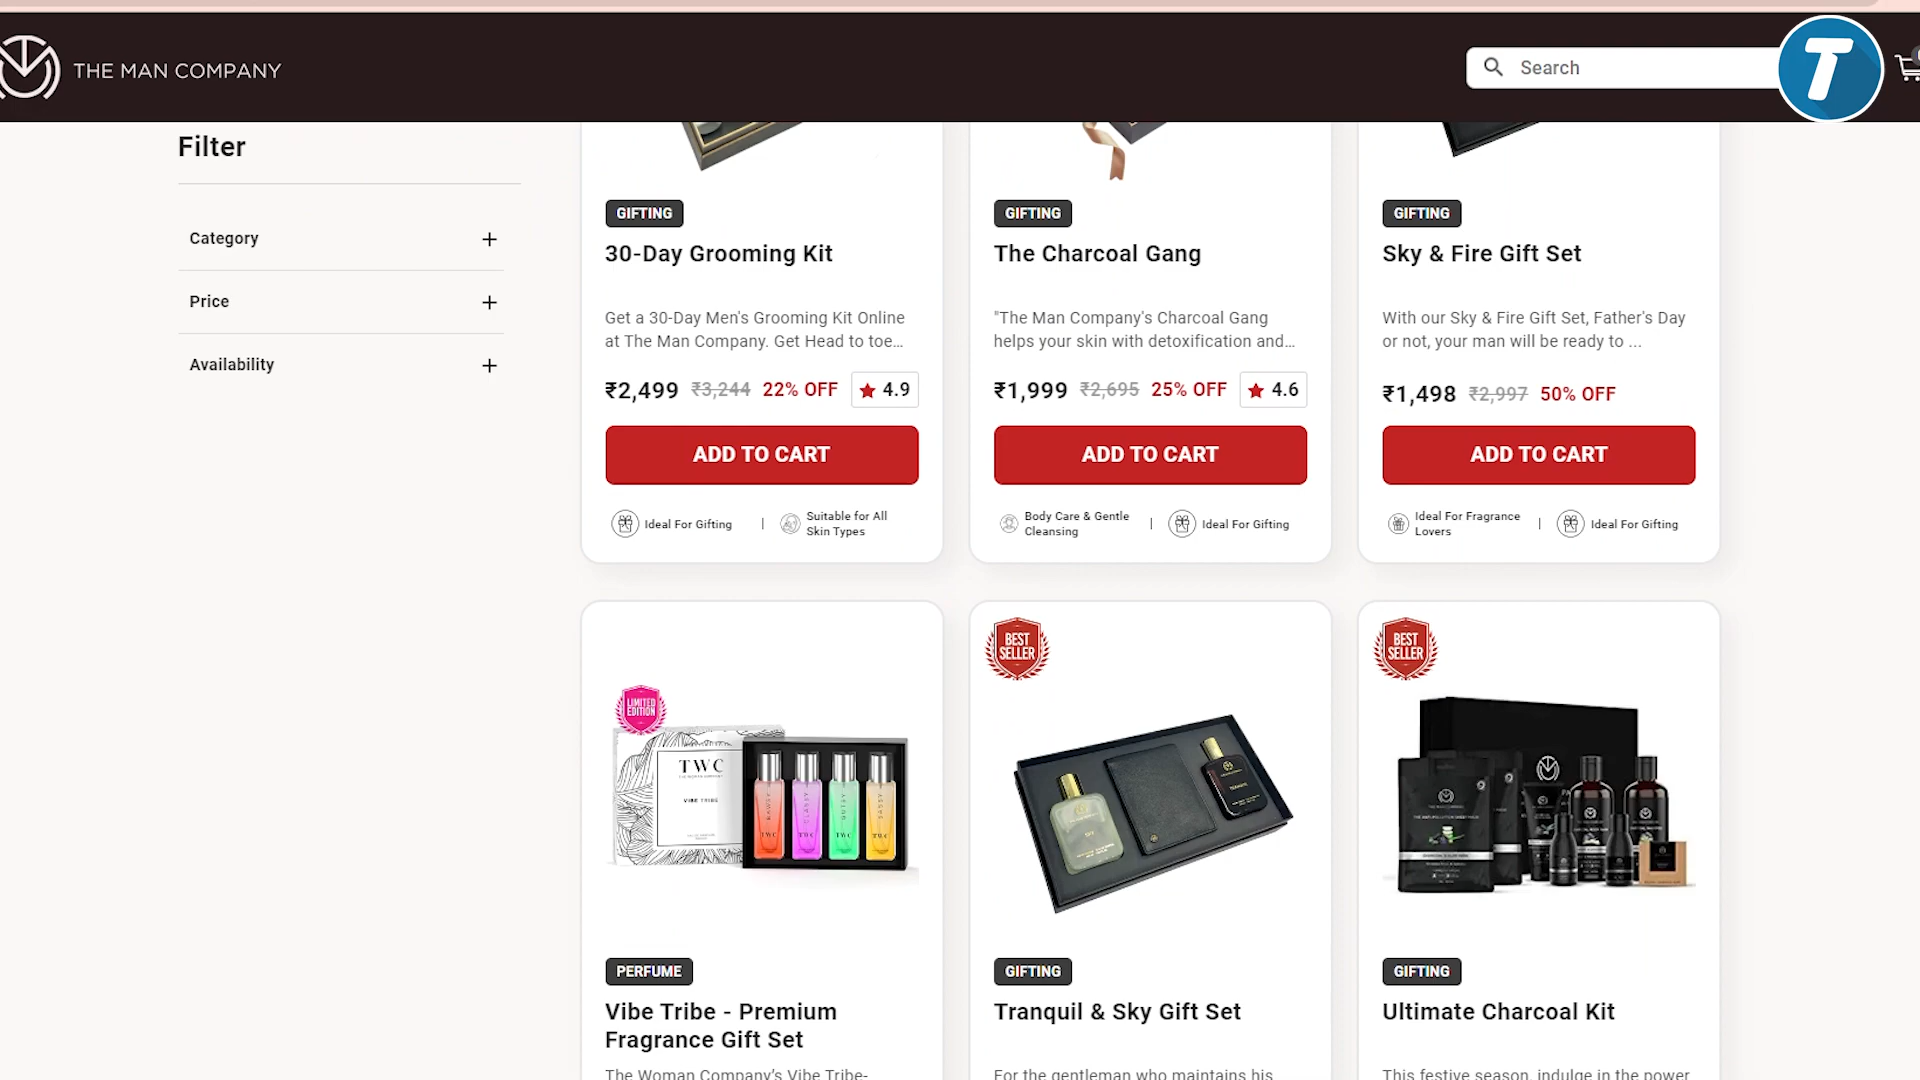 THE MAN COMPANY
Search
T
Filter
Category
Price
Availability
GIFTING
30-Day Grooming Kit
Get a 30-Day Men's Grooming Kit Online
at The Man Company. Get Head to toe...
₹2,499 ₹3,244 22% OFF 4.9
ADD TO CART
Ideal For Gifting | Suitable for All
Skin Types
GIFTING
The Charcoal Gang
"The Man Company's Charcoal Gang
helps your skin with detoxification and...
₹1,999 ₹2,695 25% OFF 4.6
ADD TO CART
Body Care & Gentle
Cleansing | Ideal For Gifting
GIFTING
Sky & Fire Gift Set
With our Sky & Fire Gift Set, Father's Day
or not, your man will be ready to ...
₹1,498 ₹2,997 50% OFF
ADD TO CART
Ideal For Fragrance
Lovers | Ideal For Gifting
LIMITED
EDITION
TWC
VIBE TRIBE
TWC TWC TWC TWC
PERFUME
Vibe Tribe - Premium
Fragrance Gift Set
The Woman Company's Vibe Tribe-
BEST
SELLER
GIFTING
Tranquil & Sky Gift Set
For the gentleman who maintains his
BEST
SELLER
GIFTING
Ultimate Charcoal Kit
This festive season, indulge in the power